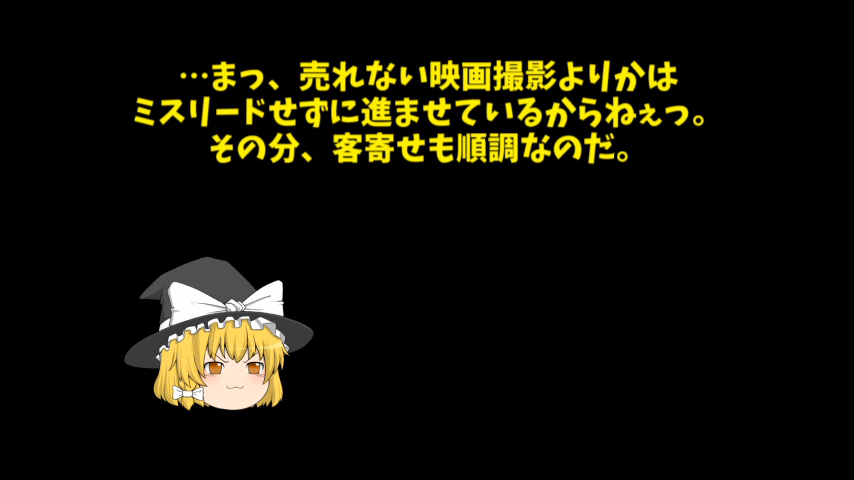 …まっ、売れない映画撮影よりかは
ミスリードせずに進ませているからねぇっ。
その分、客寄せも順調なのだ。